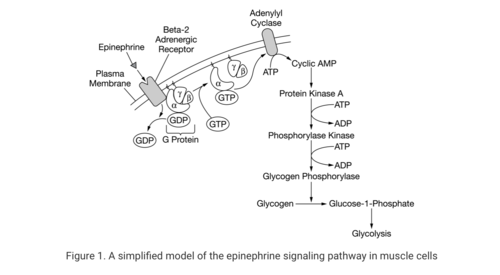 Adenylyl
Cyclase
Beta-2
Adrenergic
Receptor
Epinephrine
Plasma
Membrane
γ
α
β
GDP
G Protein
GDP
GTP
γ
α
β
GTP
ATP
Cyclic AMP
Protein Kinase A
ATP
ADP
Phosphorylase Kinase
ATP
ADP
Glycogen Phosphorylase
Glycogen
Glucose-1-Phosphate
Glycolysis
Figure 1. A simplified model of the epinephrine signaling pathway in muscle cells